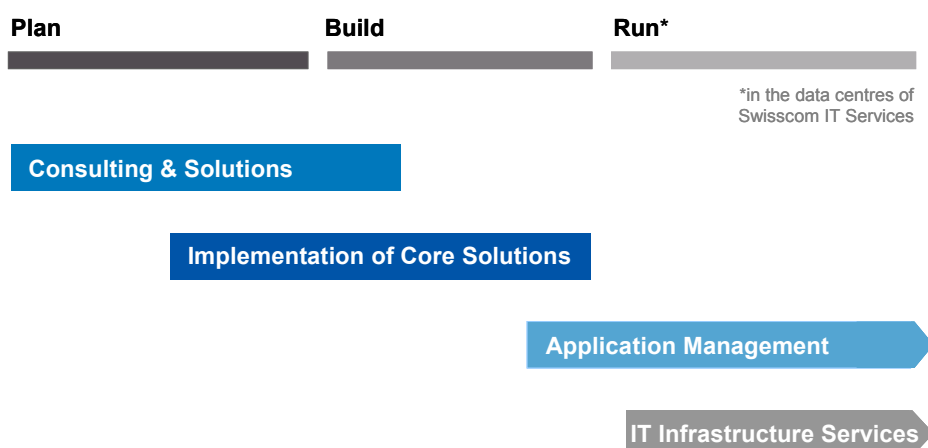 Plan Build Run*
*in the data centres of
Swisscom IT Services
Consulting & Solutions
Implementation of Core Solutions
Application Management
IT Infrastructure Services